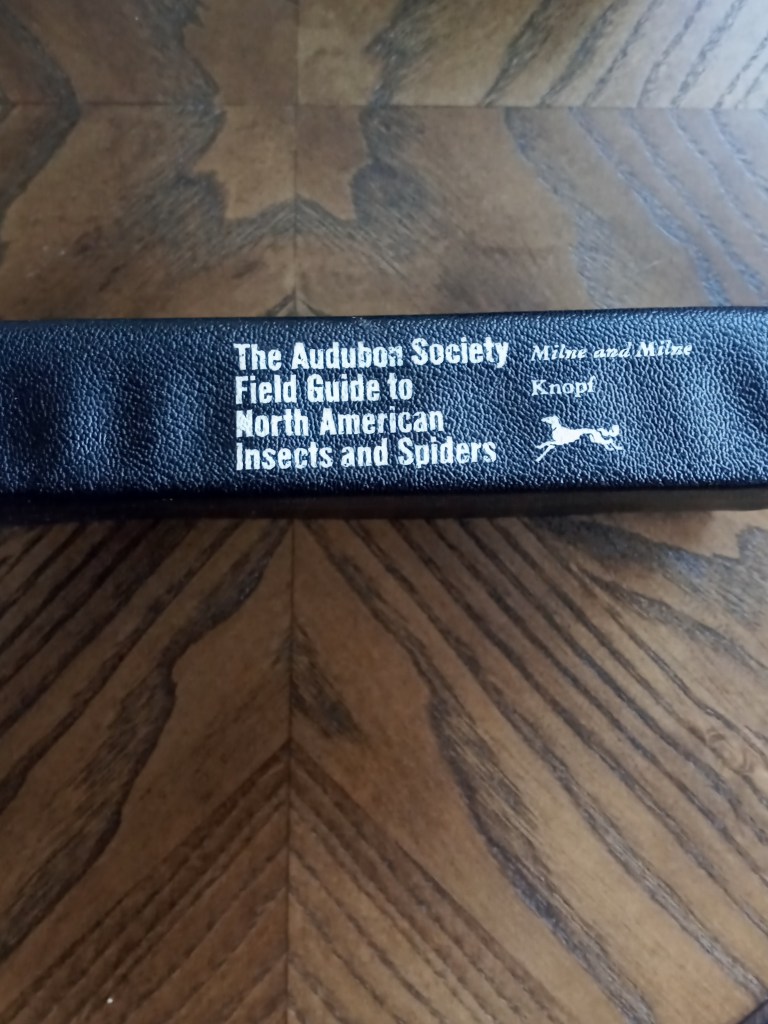 The Audubon Society
Field Guide to
North American
Insects and Spiders
Milne and Milne
Knopf